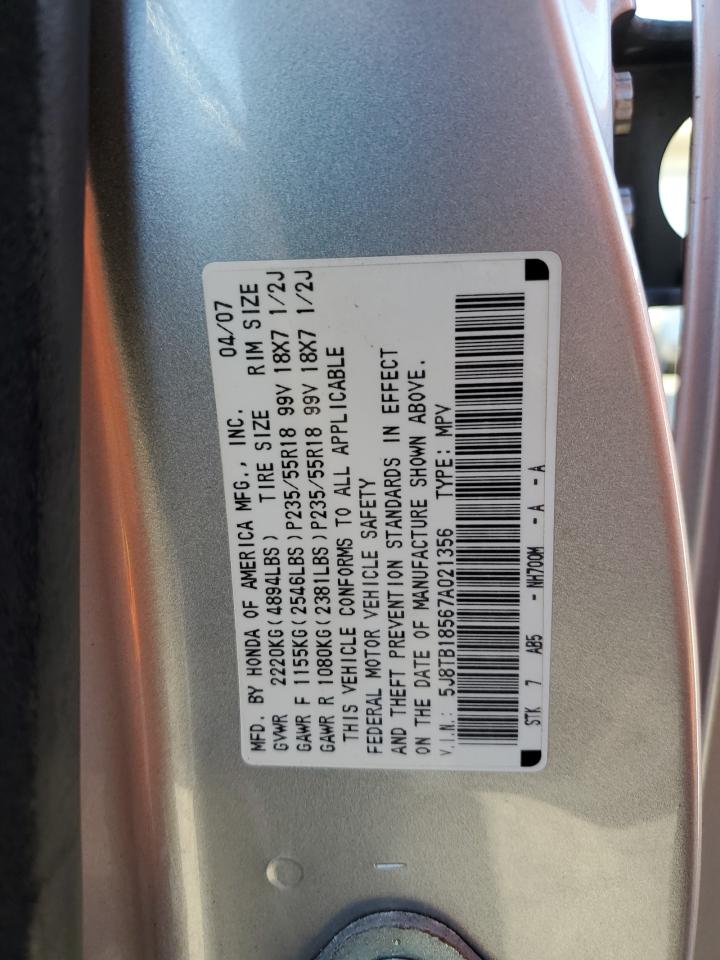 MFD. BY HONDA OF AMERICA MFG., INC. 04/07
GVWR 2220KG(4894LBS) TIRE SIZE RIM SIZE
GAWR F 1155KG(2546LBS)P235/55R18 99V 18X7 1/2J
GAWR R 1080KG(2381LBS)P235/55R18 99V 18X7 1/2J
THIS VEHICLE CONFORMS TO ALL APPLICABLE
FEDERAL MOTOR VEHICLE SAFETY
AND THEFT PREVENTION STANDARDS IN EFFECT
ON THE DATE OF MANUFACTURE SHOWN ABOVE.
V.I.N.: 5J8TB18567A021356 TYPE: MPV
STK 7 AB5 - NH700M - A - A